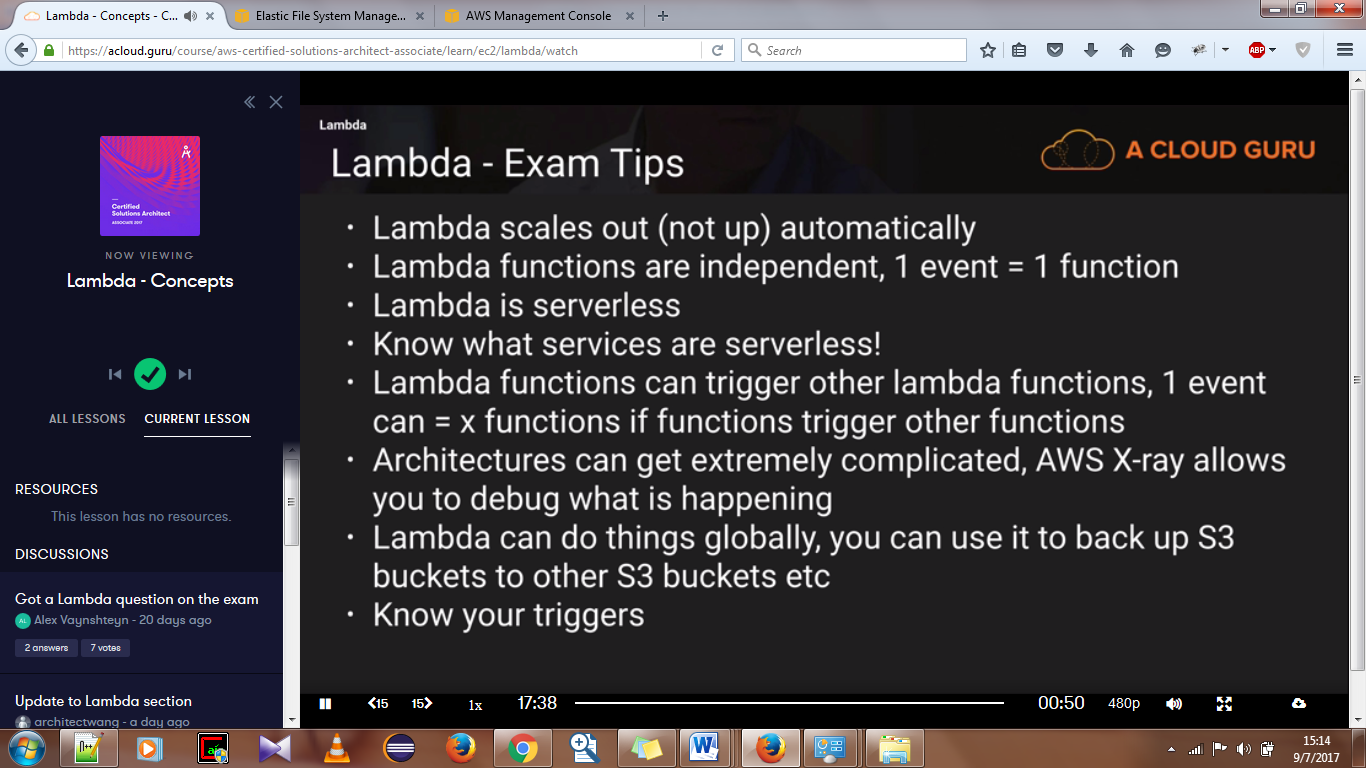 Lambda - Concepts - C...
Elastic File System Manage...
AWS Management Console
https://acloud.guru/course/aws-certified-solutions-architect-associate/learn/ec2/lambda/watch
Search
ABP
Certified
Solutions Architect
ASSOCIATE 2017
NOW VIEWING
Lambda - Concepts
ALL LESSONS
CURRENT LESSON
RESOURCES
This lesson has no resources.
DISCUSSIONS
Got a Lambda question on the exam
AL
Alex Vaynshteyn - 20 days ago
2 answers
7 votes
Update to Lambda section
architectwang - a day ago
Lambda
Lambda - Exam Tips
A CLOUD GURU
• Lambda scales out (not up) automatically
• Lambda functions are independent, 1 event = 1 function
• Lambda is serverless
• Know what services are serverless!
• Lambda functions can trigger other lambda functions, 1 event
can = x functions if functions trigger other functions
• Architectures can get extremely complicated, AWS X-ray allows
you to debug what is happening
• Lambda can do things globally, you can use it to back up S3
buckets to other S3 buckets etc
• Know your triggers
15
15
1x
17:38
00:50
480p
15:14
9/7/2017